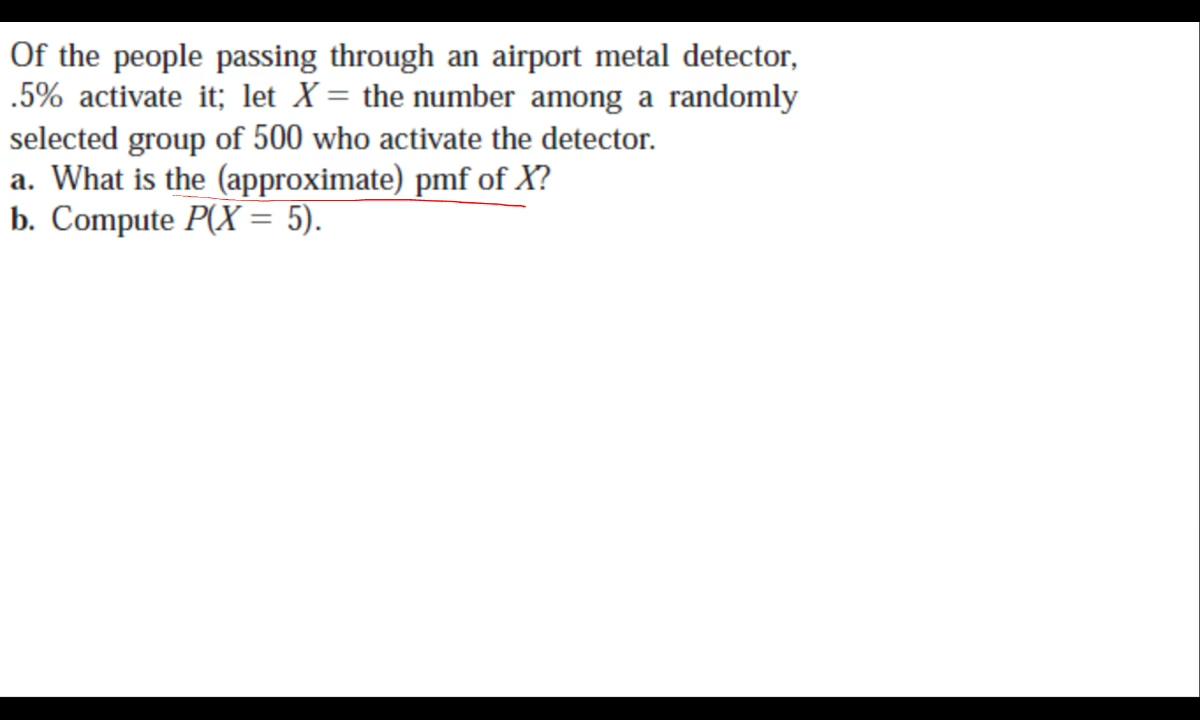 Of the people passing through an airport metal detector,
.5% activate it; let X = the number among a randomly
selected group of 500 who activate the detector.
a. What is the (approximate) pmf of X?
b. Compute P(X = 5).